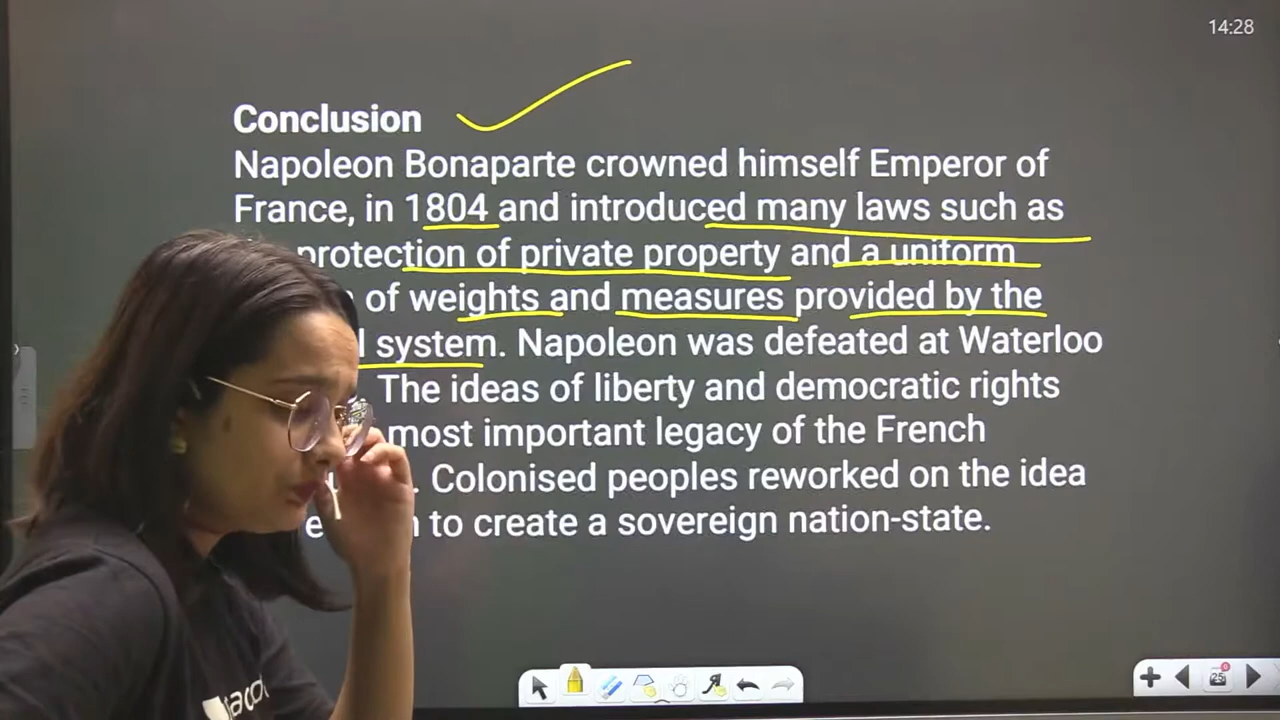 14:28
Conclusion
Napoleon Bonaparte crowned himself Emperor of
France, in 1804 and introduced many laws such as
protection of private property and a uniform
of weights and measures provided by the
system. Napoleon was defeated at Waterloo
The ideas of liberty and democratic rights
most important legacy of the French
. Colonised peoples reworked on the idea
to create a sovereign nation-state.
25